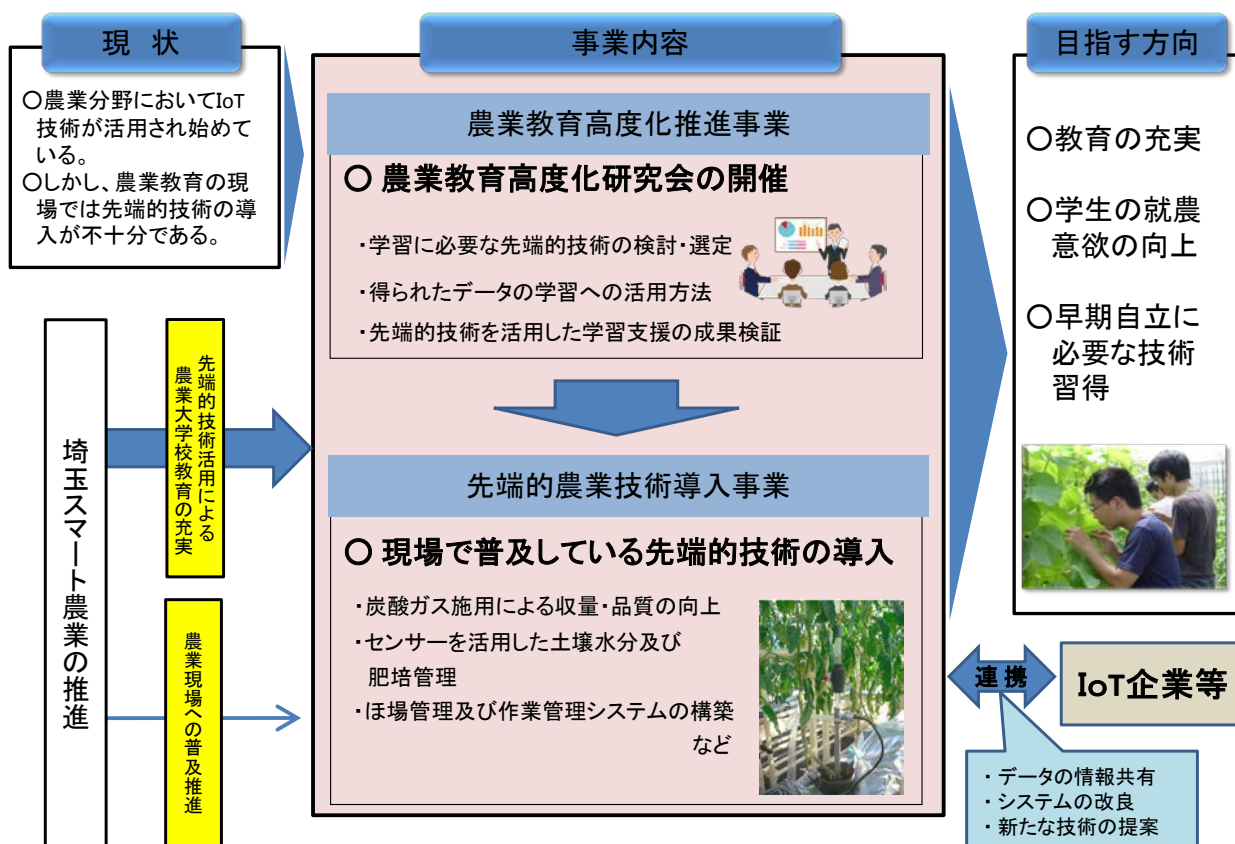 現 状
〇農業分野においてIoT
技術が活用され始めて
いる。
〇しかし、農業教育の現
場では先端的技術の導
入が不十分である。
埼玉スマート農業の推進
先端的技術活用による
農業大学校教育の充実
農業現場への普及推進
事業内容
農業教育高度化推進事業
〇 農業教育高度化研究会の開催
・学習に必要な先端的技術の検討・選定
・得られたデータの学習への活用方法
・先端的技術を活用した学習支援の成果検証
先端的農業技術導入事業
〇 現場で普及している先端的技術の導入
・炭酸ガス施用による収量・品質の向上
・センサーを活用した土壌水分及び
肥培管理
・ほ場管理及び作業管理システムの構築
など
目指す方向
〇教育の充実
〇学生の就農
意欲の向上
〇早期自立に
必要な技術
習得
連携
IoT企業等
・ データの情報共有
・ システムの改良
・ 新たな技術の提案